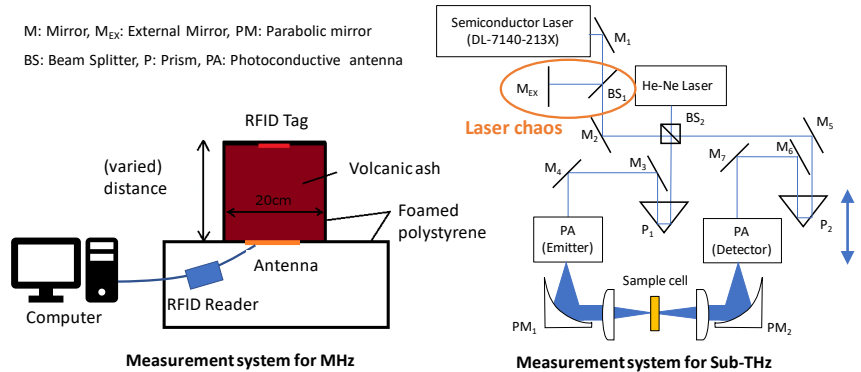 M: Mirror, MEX: External Mirror, PM: Parabolic mirror
BS: Beam Splitter, P: Prism, PA: Photoconductive antenna
RFID Tag
(varied)
distance
Volcanic ash
20cm
Foamed
polystyrene
Antenna
RFID Reader
Computer
Measurement system for MHz
Semiconductor Laser
(DL-7140-213X)
M1
MEX
BS1
He-Ne Laser
Laser chaos
BS2
M2
M5
M6
M7
M3
M4
P1
P2
PA
(Emitter)
PA
(Detector)
Sample cell
PM1
PM2
Measurement system for Sub-THz